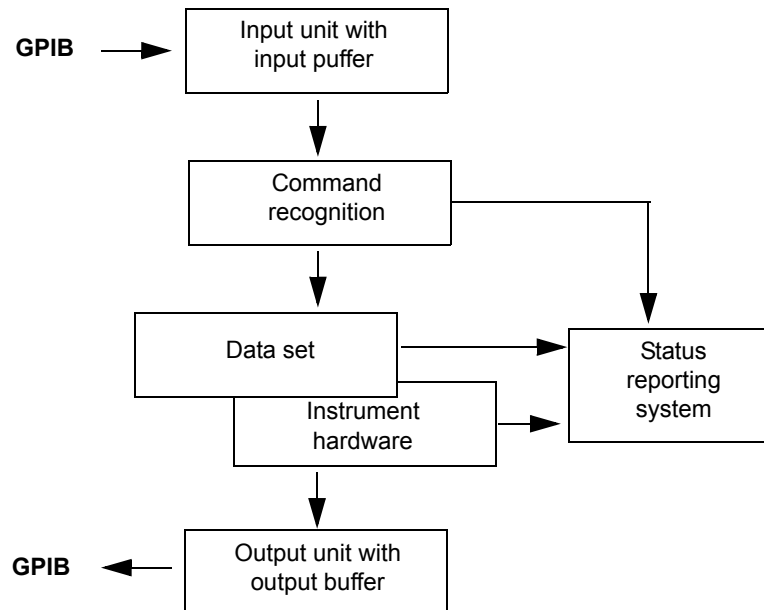 GPIB
Input unit with
input puffer
Command
recognition
Data set
Status
reporting
system
Instrument
hardware
GPIB
Output unit with
output buffer